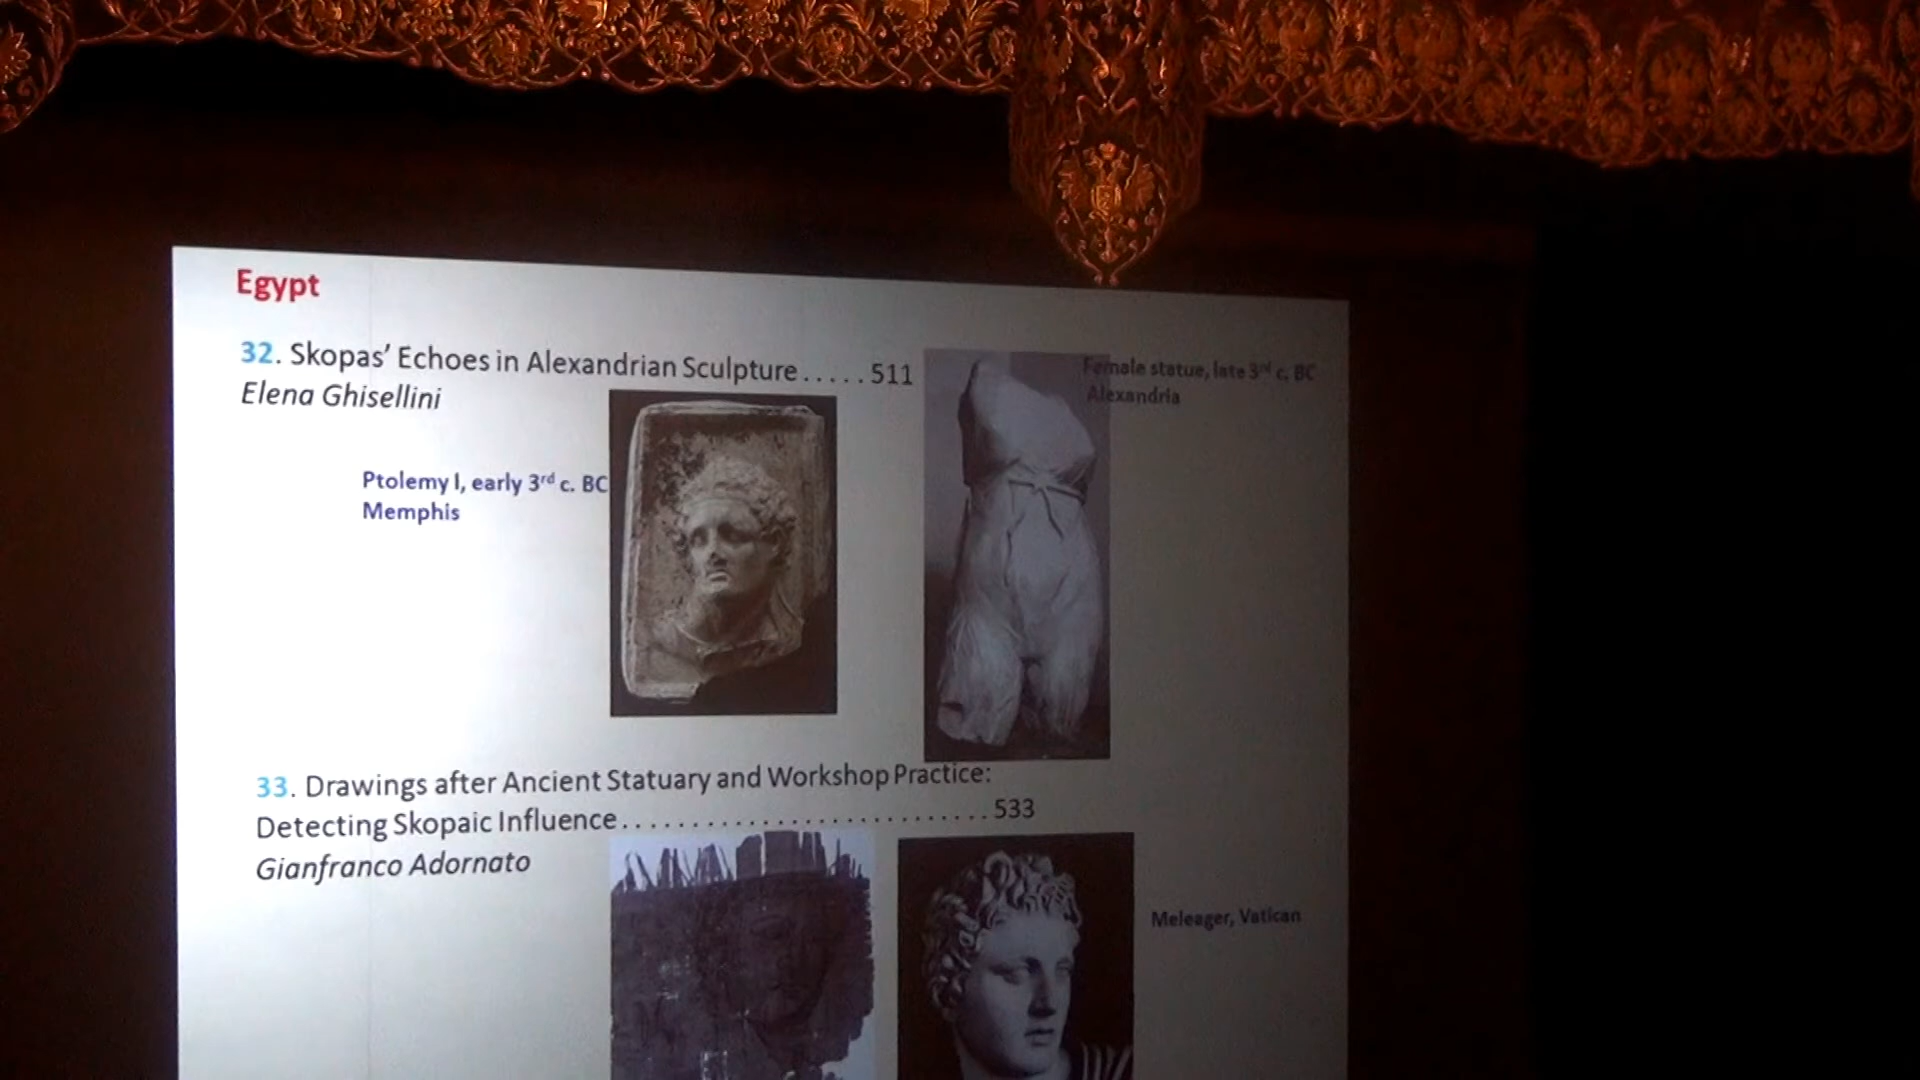 Egypt
32. Skopas’ Echoes in Alexandrian Sculpture.....511
Elena Ghisellini
Female statue, late 3rd c. BC
Alexandria
Ptolemy I, early 3rd c. BC
Memphis
33. Drawings after Ancient Statuary and Workshop Practice:
Detecting Skopaic Influence...........................533
Gianfranco Adornato
Meleager, Vatican